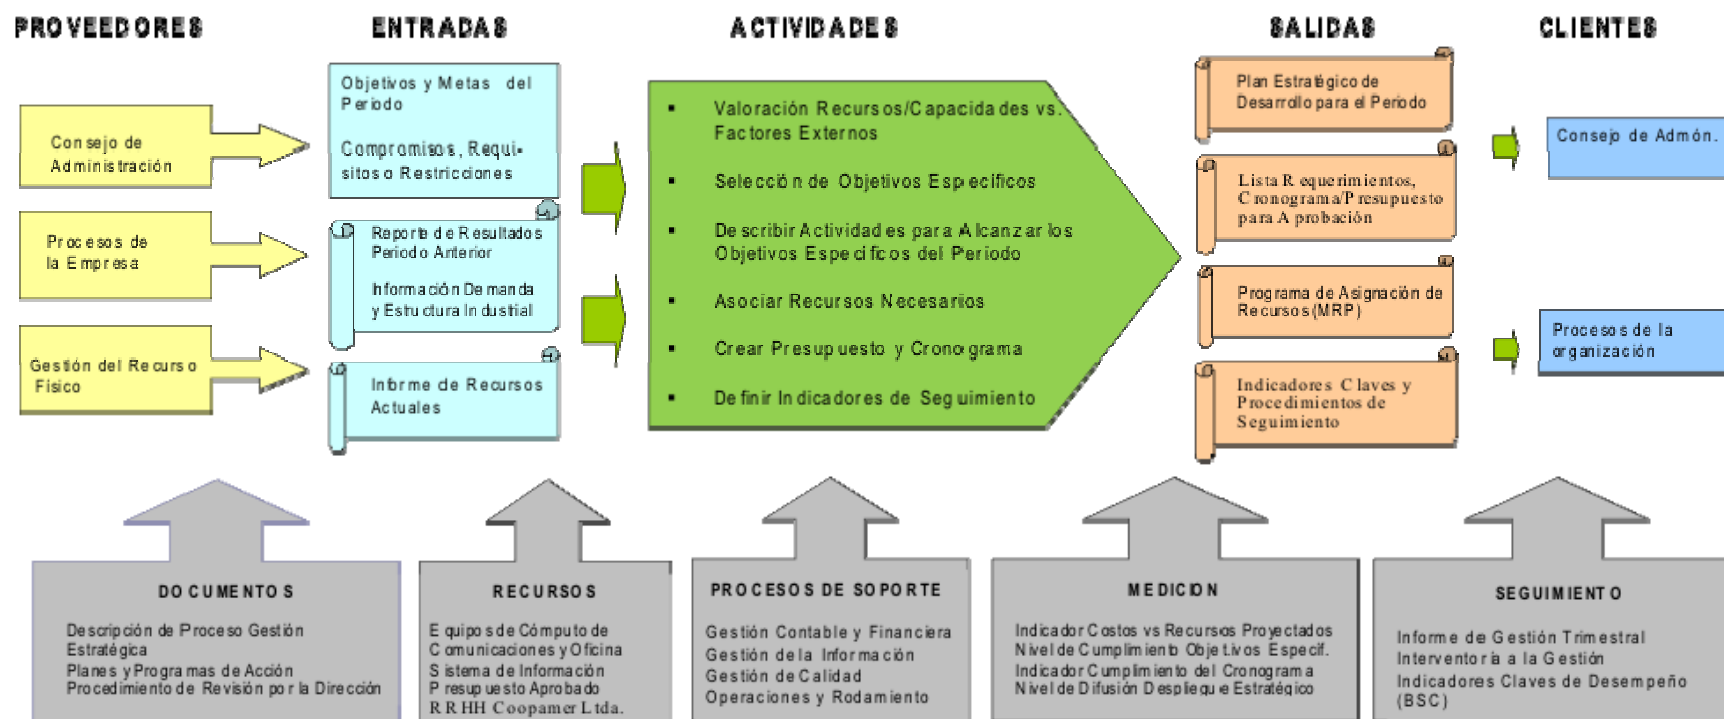 PROVEEDORES
ENTRADAS
ACTIVIDADES
SALIDAS
CLIENTES
Consejo de
Administración
Procesos de
la Empresa
Gestión del Recurso
Físico
Objetivos y Metas del
Periodo
Compromisos, Requi-
sitos o Restricciones
Reporte de Resultados
Periodo Anterior
Información Demanda
y Estructura Industrial
Informe de Recursos
Actuales
▪ Valoración Recursos/Capacidades vs.
Factores Externos
▪ Selección de Objetivos Específicos
▪ Describir Actividades para Alcanzar los
Objetivos Específicos del Periodo
▪ Asociar Recursos Necesarios
▪ Crear Presupuesto y Cronograma
▪ Definir Indicadores de Seguimiento
Plan Estratégico de
Desarrollo para el Periodo
Lista Requerimientos,
Cronograma/Presupuesto
para Aprobación
Programa de Asignación de
Recursos(MRP)
Indicadores Claves y
Procedimientos de
Seguimiento
Consejo de Admón.
Procesos de la
organización
DOCUMENTOS
Descripción de Proceso Gestión
Estratégica
Planes y Programas de Acción
Procedimiento de Revisión por la Dirección
RECURSOS
Equipos de Cómputo de
Comunicaciones y Oficina
Sistema de Información
Presupuesto Aprobado
RRHH Coopamer Ltda.
PROCESOS DE SOPORTE
Gestión Contable y Financiera
Gestión de la Información
Gestión de Calidad
Operaciones y Rodamiento
MEDICION
Indicador Costos vs Recursos Proyectados
Nivel de Cumplimiento Objetivos Especif.
Indicador Cumplimiento del Cronograma
Nivel de Difusión Despliegue Estratégico
SEGUIMIENTO
Informe de Gestión Trimestral
Interventoría a la Gestión
Indicadores Claves de Desempeño
(BSC)